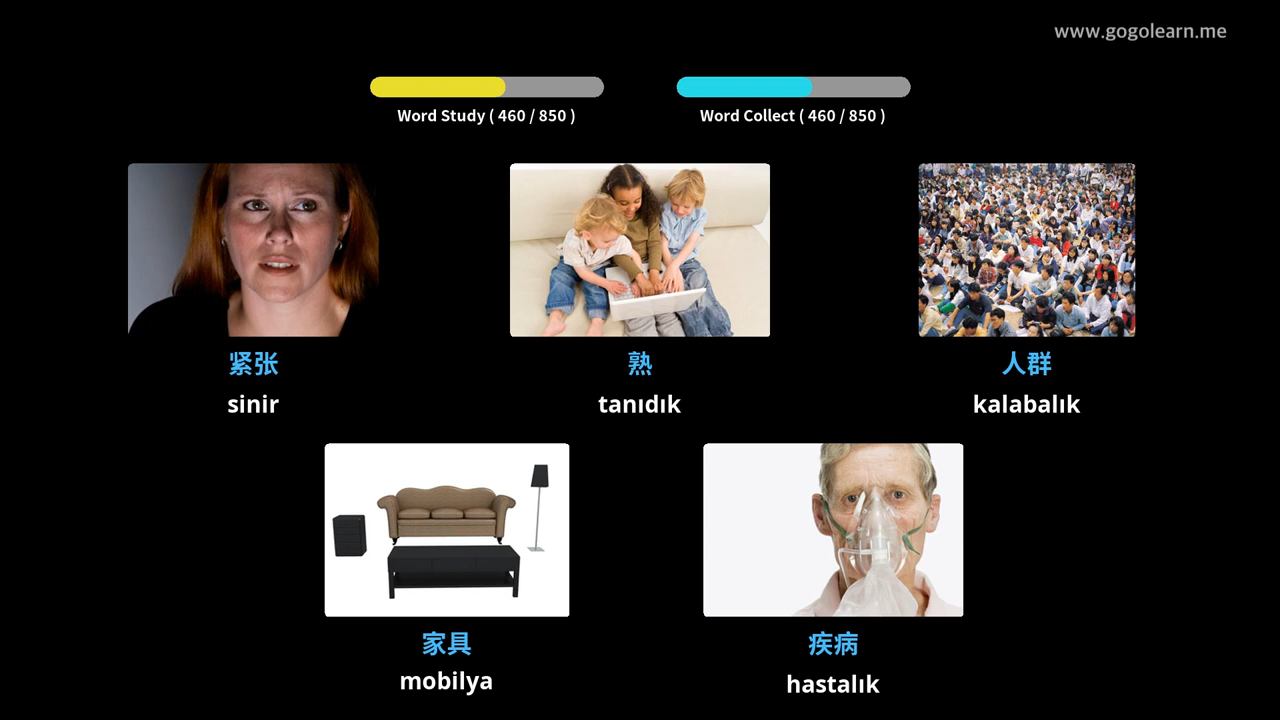 www.gogolearn.me
Word Study ( 460 / 850 )
Word Collect ( 460 / 850 )
紧张
sinir
熟
tanıdık
人群
kalabalık
家具
mobilya
疾病
hastalık